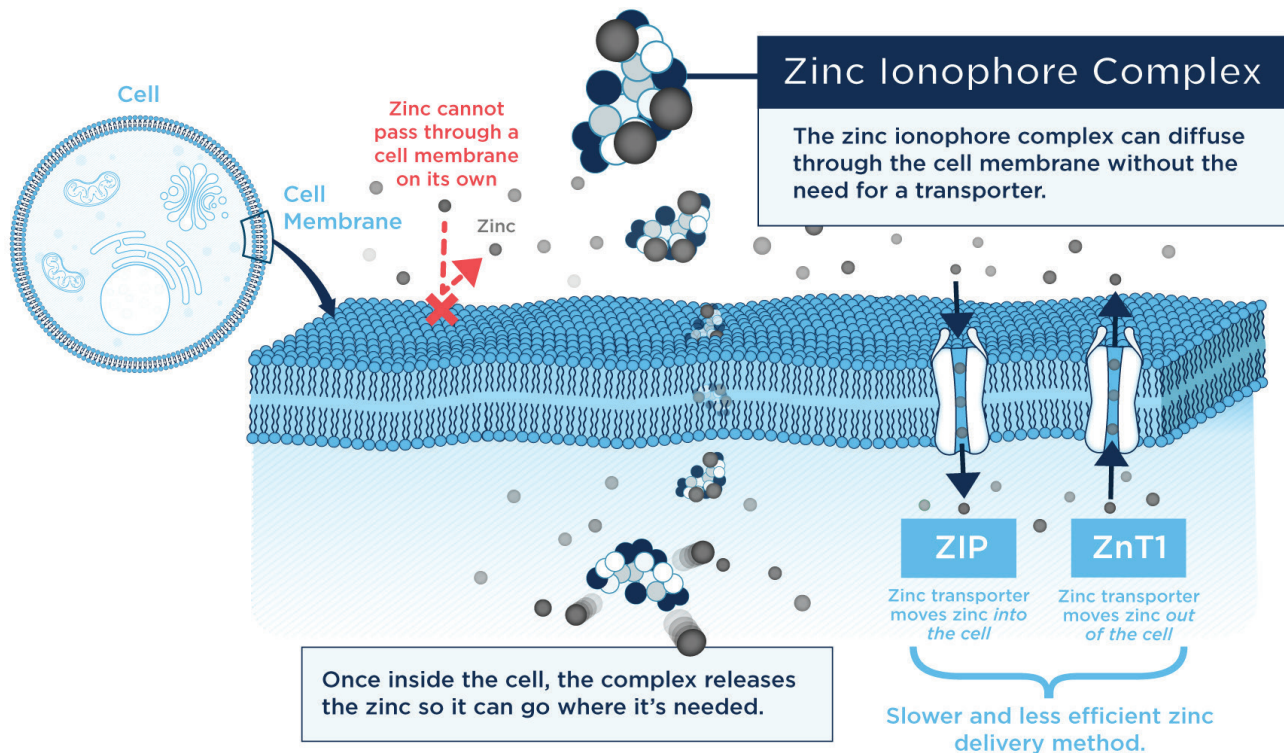 Zinc Ionophore Complex
The zinc ionophore complex can diffuse
through the cell membrane without the
need for a transporter.
Cell
Cell
Membrane
Zinc cannot
pass through a
cell membrane
on its own
Zinc
ZIP
Zinc transporter
moves zinc into
the cell
ZnT1
Zinc transporter
moves zinc out
of the cell
Slower and less efficient zinc
delivery method.
Once inside the cell, the complex releases
the zinc so it can go where it’s needed.